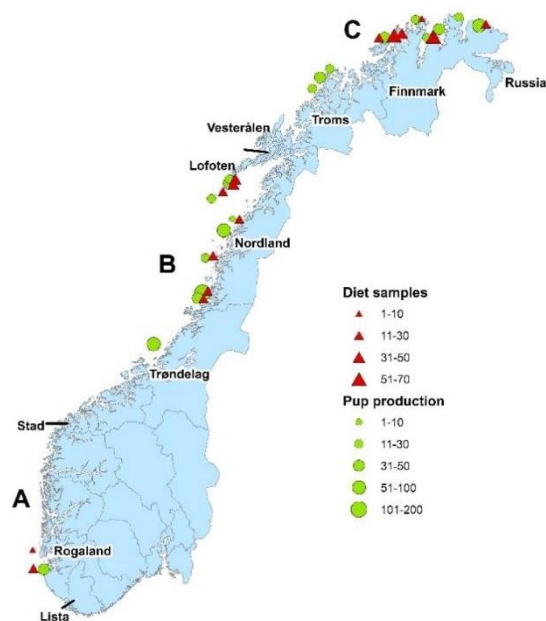 C
Russia
Finnmark
Troms
Vesterålen
Lofoten
Nordland
B
Diet samples
1-10
11-30
31-50
51-70
Pup production
1-10
11-30
31-50
51-100
101-200
Trøndelag
Stad
A
Rogaland
Lista